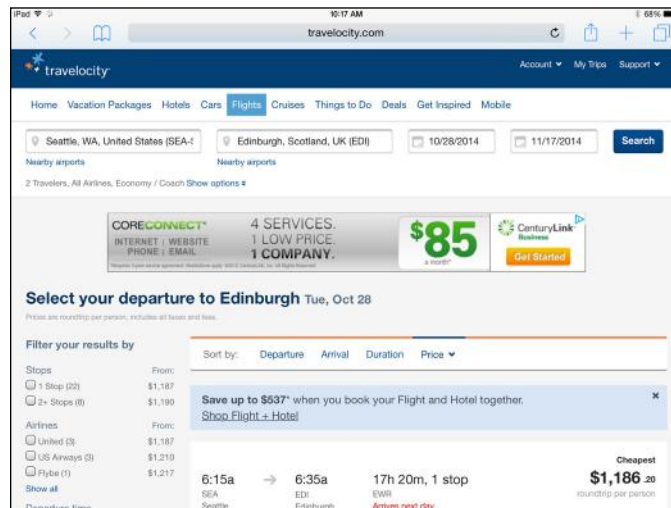 iPad
10:17 AM
68%
travelocity.com
travelocity
Account My Trips Support
Home Vacation Packages Hotels Cars Flights Cruises Things to Do Deals Get Inspired Mobile
Seattle, WA, United States (SEA-S Edinburgh, Scotland, UK (EDI) 10/28/2014 11/17/2014 Search
Nearby airports Nearby airports
2 Travelers, All Airlines, Economy / Coach Show options
CORECONNECT
INTERNET | WEBSITE
PHONE | EMAIL
4 SERVICES.
1 LOW PRICE.
1 COMPANY.
$85
a month*
CenturyLink
Business
Get Started
Select your departure to Edinburgh Tue, Oct 28
Prices are roundtrip per person, includes all taxes and fees.
Filter your results by
Stops From:
1 Stop (22) $1,187
2+ Stops (8) $1,190
Airlines From:
United (3) $1,187
US Airways (3) $1,210
Flybe (1) $1,217
Show all
Departure time
Sort by: Departure Arrival Duration Price
Save up to $537* when you book your Flight and Hotel together.
Shop Flight + Hotel
Cheapest
6:15a → 6:35a 17h 20m, 1 stop $1,186.20
SEA EDI EWR roundtrip per person
Seattle Edinburgh Arrives next day